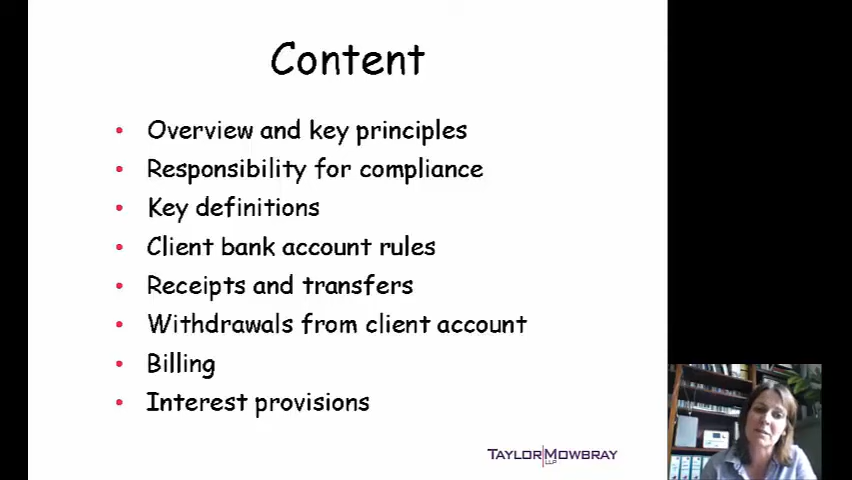 Content
• Overview and key principles
• Responsibility for compliance
• Key definitions
• Client bank account rules
• Receipts and transfers
• Withdrawals from client account
• Billing
• Interest provisions
TAYLOR MOWBRAY
LLP